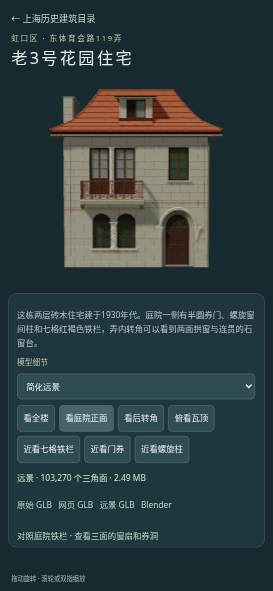 ← 上海历史建筑目录
虹口区 · 东体育会路119弄
老3号花园住宅
这栋两层砖木住宅建于1930年代。庭院一侧有半圆券门、螺旋窗
间柱和七格红褐色铁栏，弄内转角可以看到两面拱窗与连贯的石
窗台。
模型细节
简化远景
看全楼 看庭院正面 看后转角 俯看瓦顶
近看七格铁栏 近看门券 近看螺旋柱
远景 · 103,270 个三角面 · 2.49 MB
原始 GLB 网页 GLB 远景 GLB Blender
对照庭院铁栏 · 查看三面的窗扇和券洞
拖动旋转 · 滚轮或双指缩放